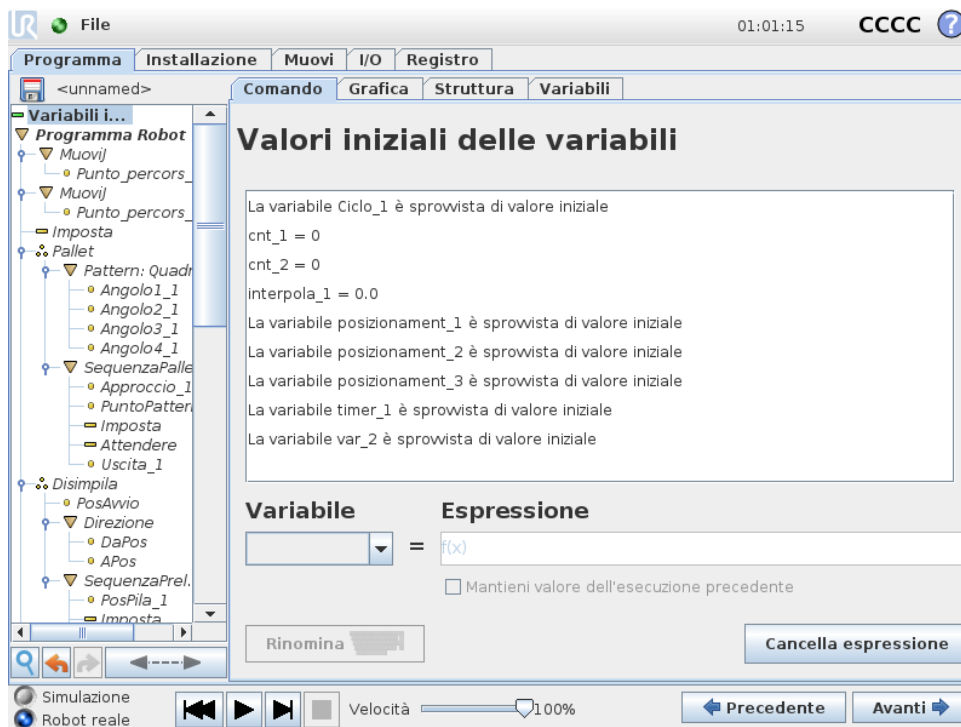 UR File 01:01:15 CCCC ?
Programma Installazione Muovi I/O Registro
<unnamed>
Comando Grafica Struttura Variabili
Variabili i...
Programma Robot
MuoviJ
Punto_percors_
MuoviJ
Punto_percors_
Imposta
Pallet
Pattern: Quadr
Angolo1_1
Angolo2_1
Angolo3_1
Angolo4_1
SequenzaPalle
Approccio_1
PuntoPatter
Imposta
Attendere
Uscita_1
Disimpila
PosAvvio
Direzione
DaPos
APos
SequenzaPrel.
PosPila_1
Imposta
Valori iniziali delle variabili
La variabile Ciclo_1 è sprovvista di valore iniziale
cnt_1 = 0
cnt_2 = 0
interpola_1 = 0.0
La variabile posizionament_1 è sprovvista di valore iniziale
La variabile posizionament_2 è sprovvista di valore iniziale
La variabile posizionament_3 è sprovvista di valore iniziale
La variabile timer_1 è sprovvista di valore iniziale
La variabile var_2 è sprovvista di valore iniziale
Variabile Espressione
= f(x)
Mantieni valore dell'esecuzione precedente
Rinomina
Cancella espressione
Simulazione
Robot reale
Velocità 100%
Precedente Avanti